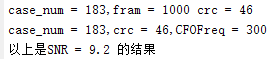 case_num = 183,fram = 1000 crc = 46
case_num = 183,crc = 46,CFOFreq = 300
以上是SNR = 9.2 的结果